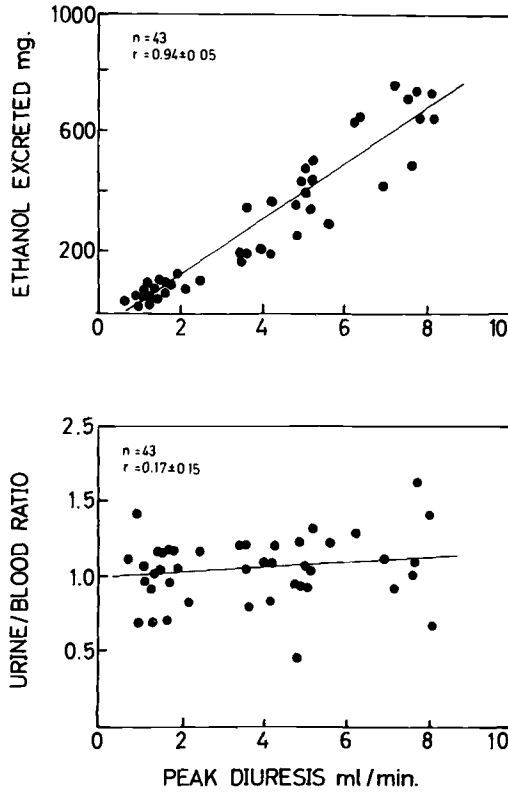 1000
600
200
0
ETHANOL EXCRETED mg.
n=43
r=0.94±0 05
0 2 4 6 8 10
2.5
1.5
1.0
0.5
0
URINE/BLOOD RATIO
n=43
r=0.17±0.15
0 2 4 6 8 10
PEAK DIURESIS ml/min.